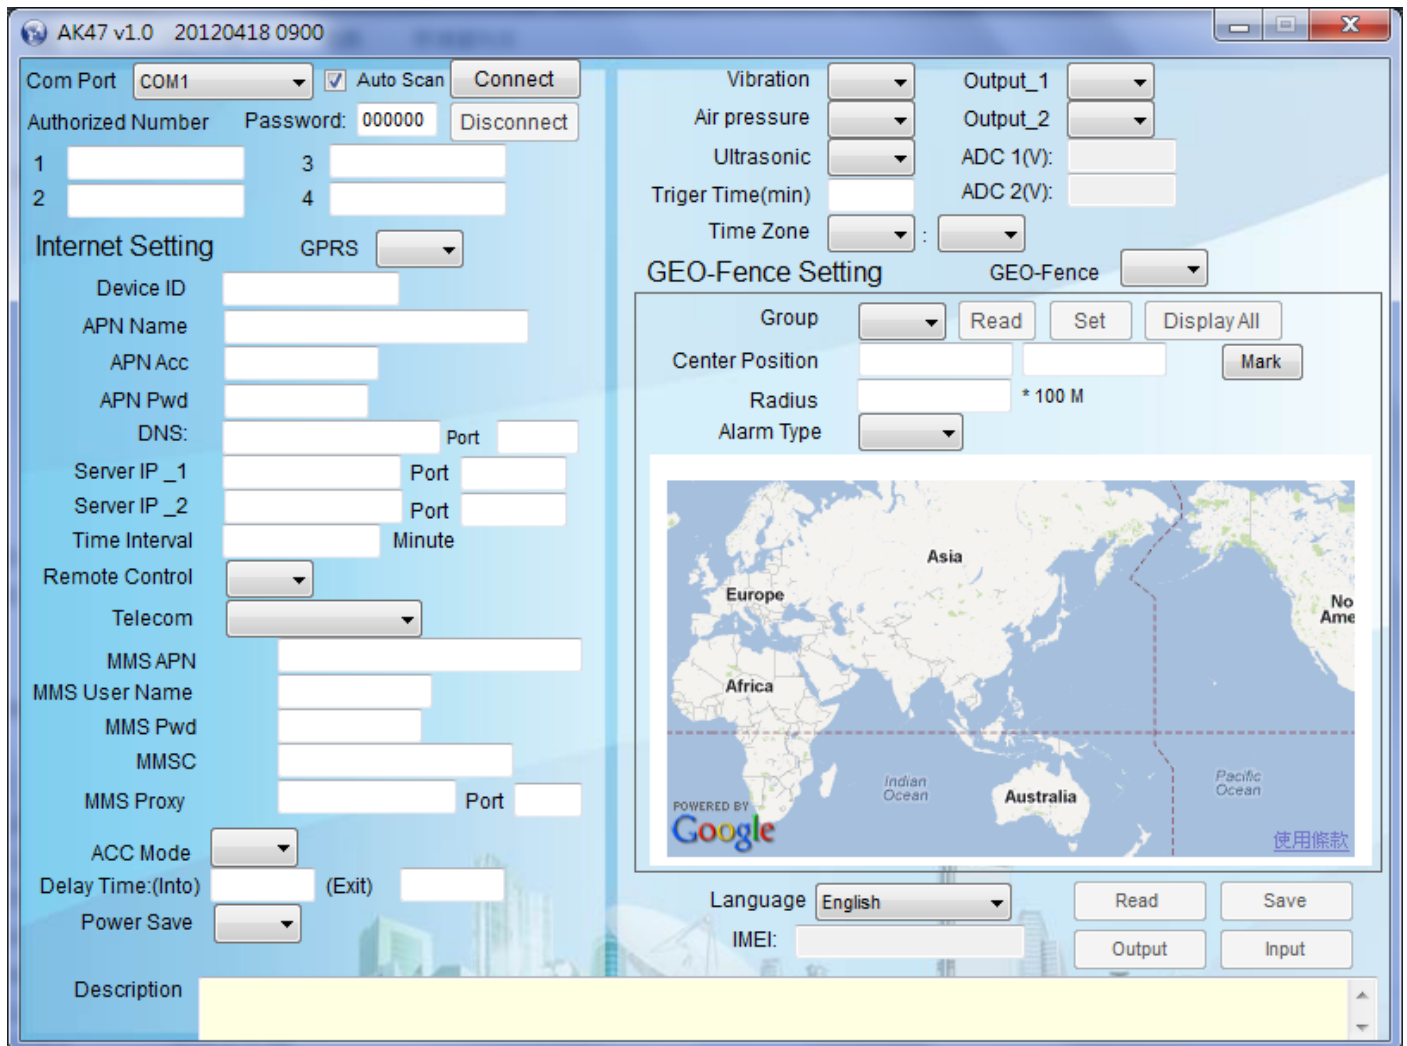 AK47 v1.0 20120418 0900
Com Port COM1 Auto Scan Connect
Authorized Number Password: 000000 Disconnect
1 3
2 4
Internet Setting GPRS
Device ID
APN Name
APN Acc
APN Pwd
DNS: Port
Server IP _1 Port
Server IP _2 Port
Time Interval Minute
Remote Control
Telecom
MMS APN
MMS User Name
MMS Pwd
MMSC
MMS Proxy Port
ACC Mode
Delay Time:(Into) (Exit)
Power Save
Vibration Output_1
Air pressure Output_2
Ultrasonic ADC 1(V):
Triger Time(min) ADC 2(V):
Time Zone :
GEO-Fence Setting GEO-Fence
Group Read Set Display All
Center Position Mark
Radius * 100 M
Alarm Type
Asia
Europe
No
Ame
Africa
Indian
Ocean
Australia
Pacific
Ocean
POWERED BY
Google
使用條款
Language English Read Save
IMEI: Output Input
Description